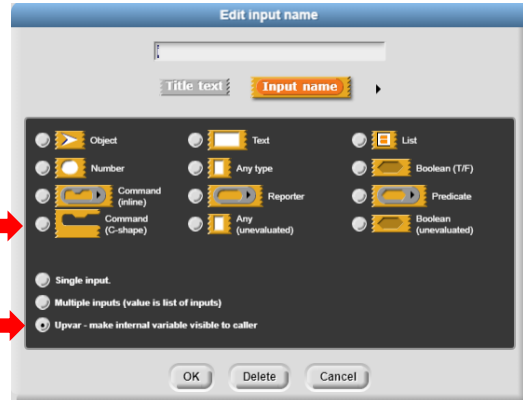 Edit input name
i
Title text Input name
Object Text List
Number Any type Boolean (T/F)
Command (inline) Reporter Predicate
Command (C-shape) Any (unevaluated) Boolean (unevaluated)
Single input.
Multiple inputs (value is list of inputs)
Upvar - make internal variable visible to caller
OK Delete Cancel